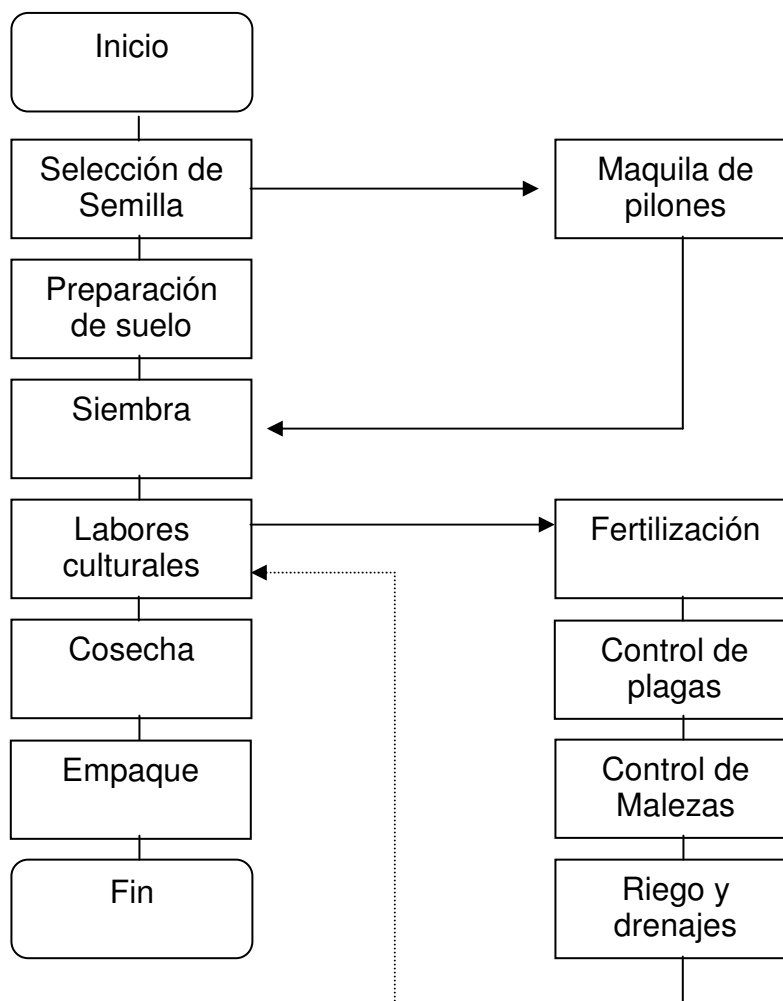 Inicio
Selección de
Semilla
Maquila de
pilones
Preparación
de suelo
Siembra
Labores
culturales
Fertilización
Cosecha
Control de
plagas
Empaque
Control de
Malezas
Fin
Riego y
drenajes